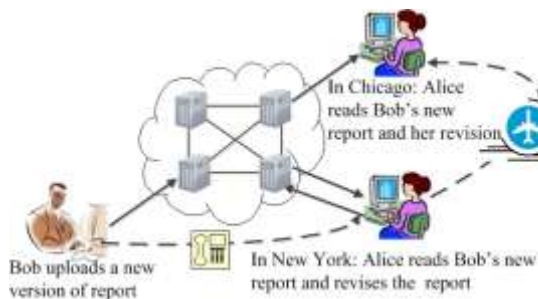 In Chicago: Alice
reads Bob's new
report and her revision
Bob uploads a new
version of report
In New York: Alice reads Bob's new
report and revises the report